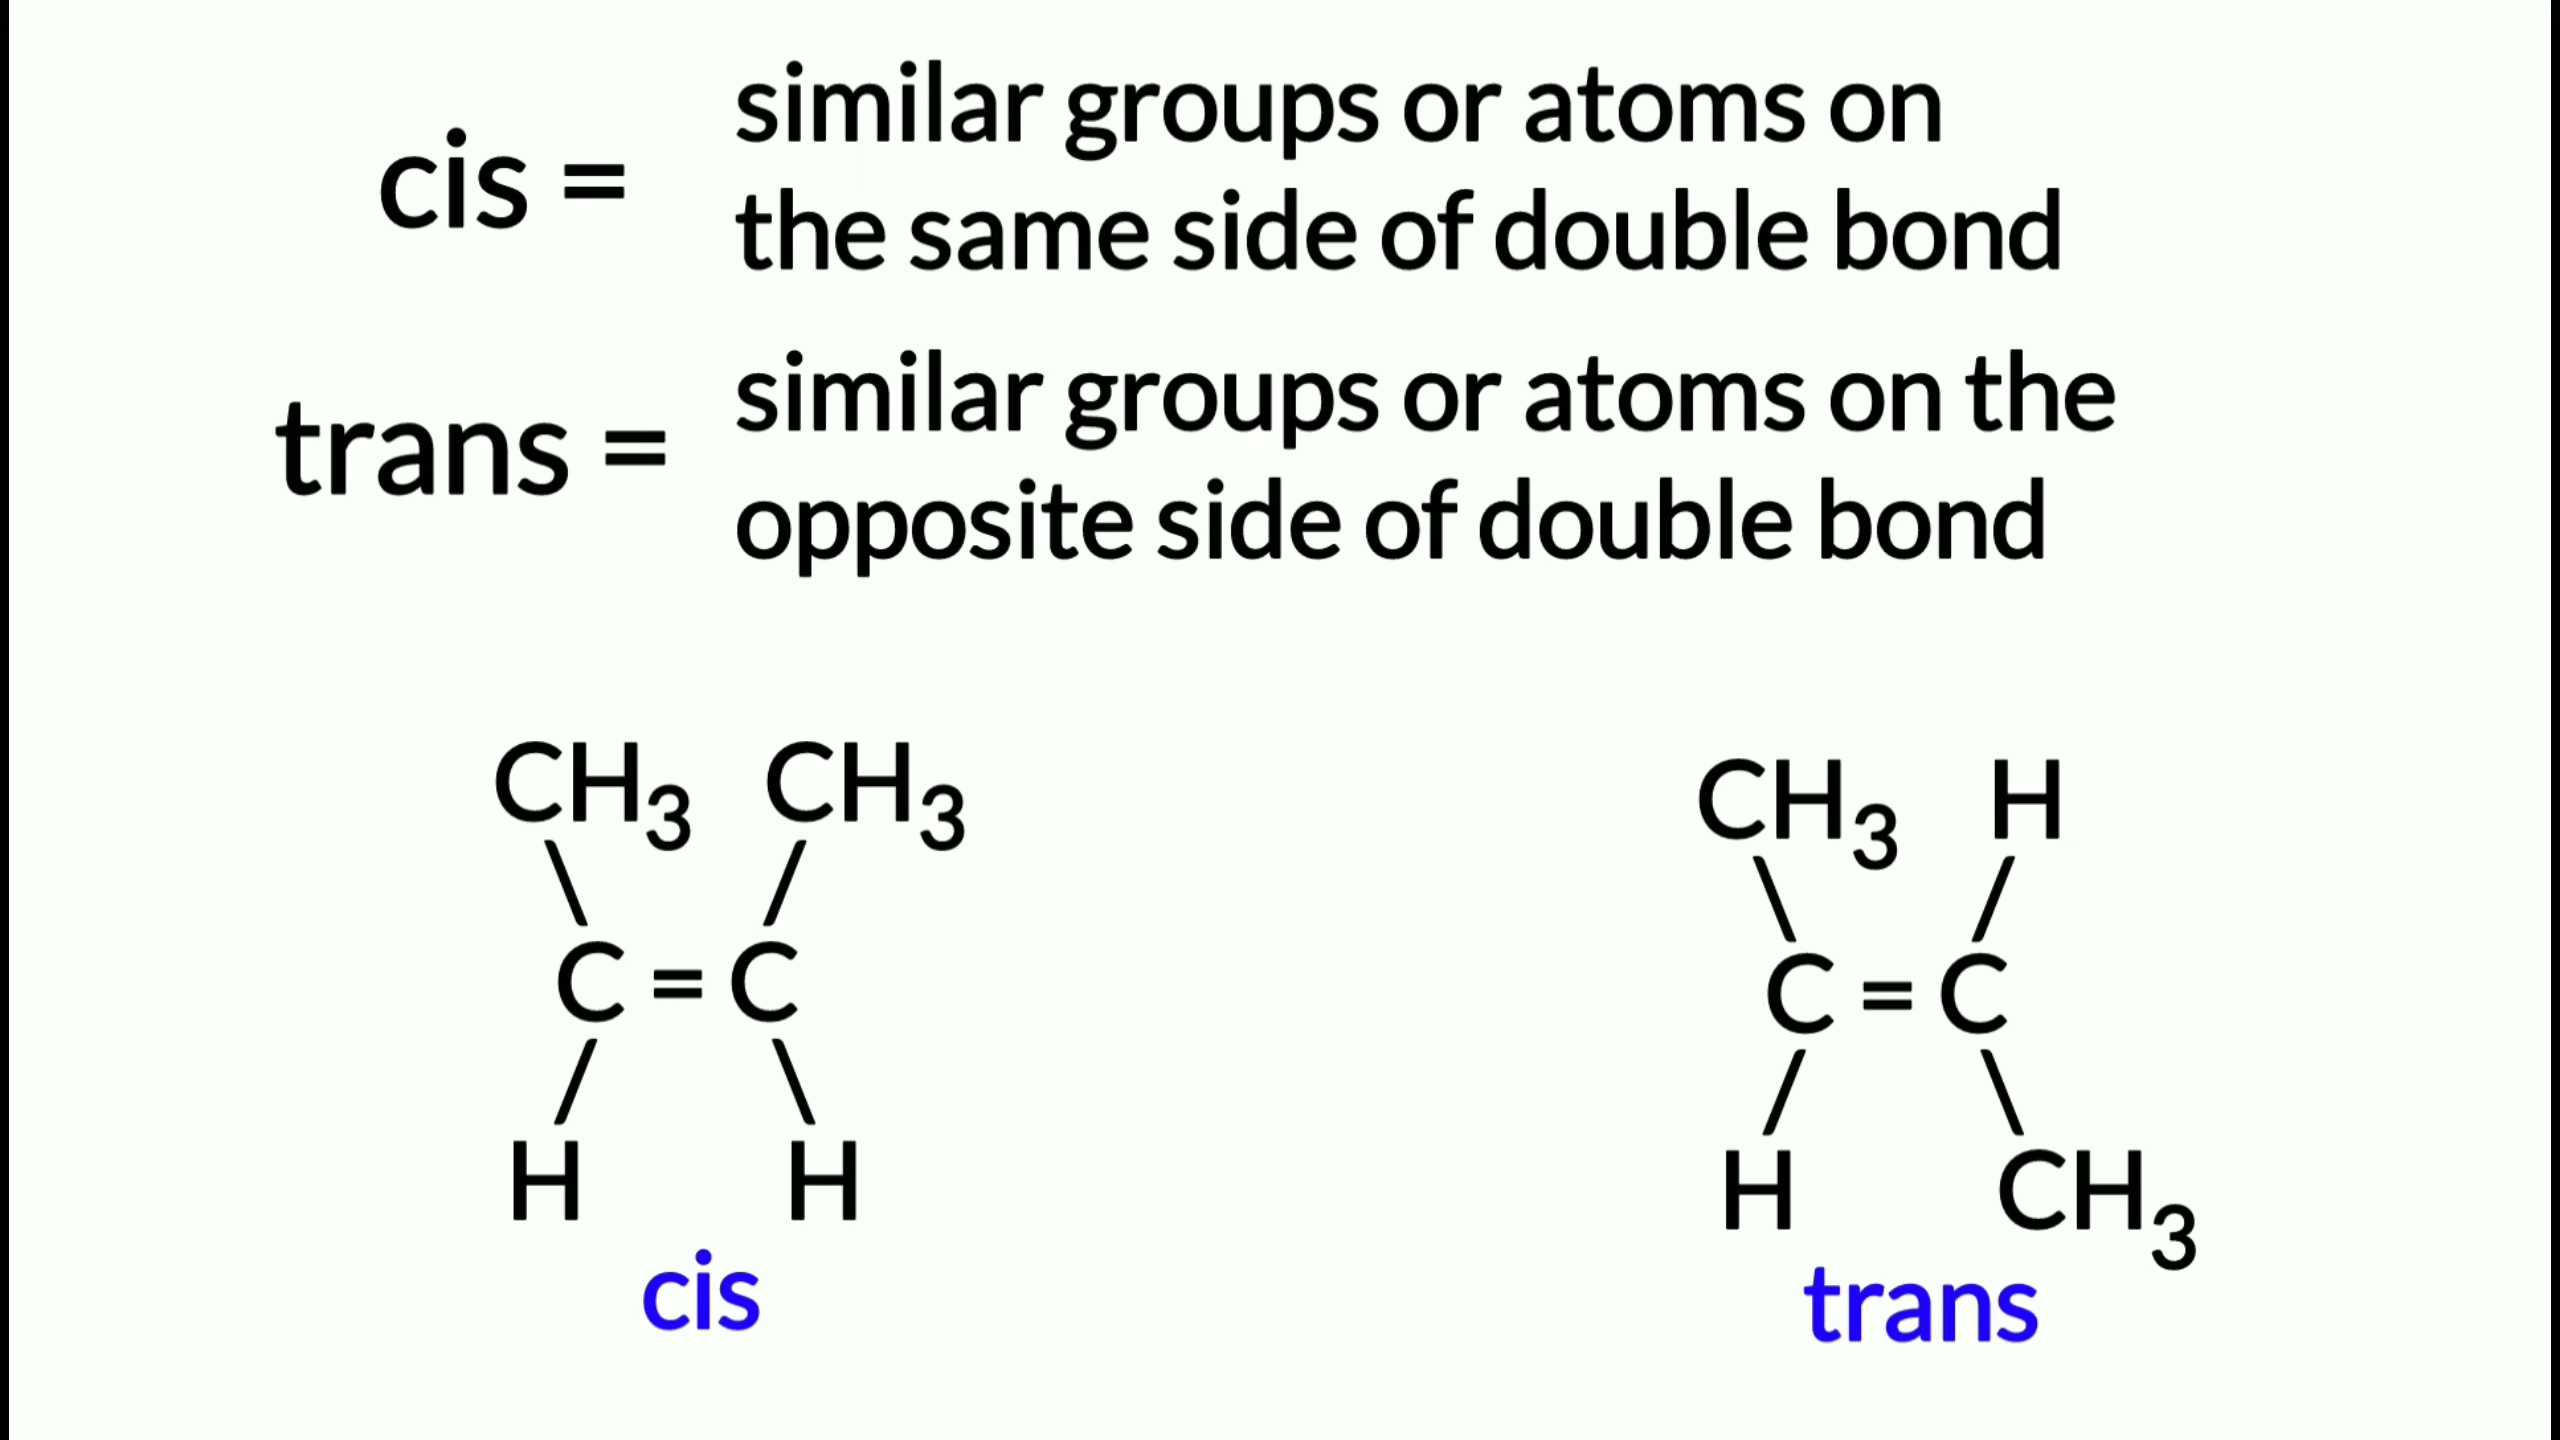 cis = similar groups or atoms on
the same side of double bond
trans = similar groups or atoms on the
opposite side of double bond
CH3 CH3
C = C
H H
cis
CH3 H
C = C
H CH3
trans